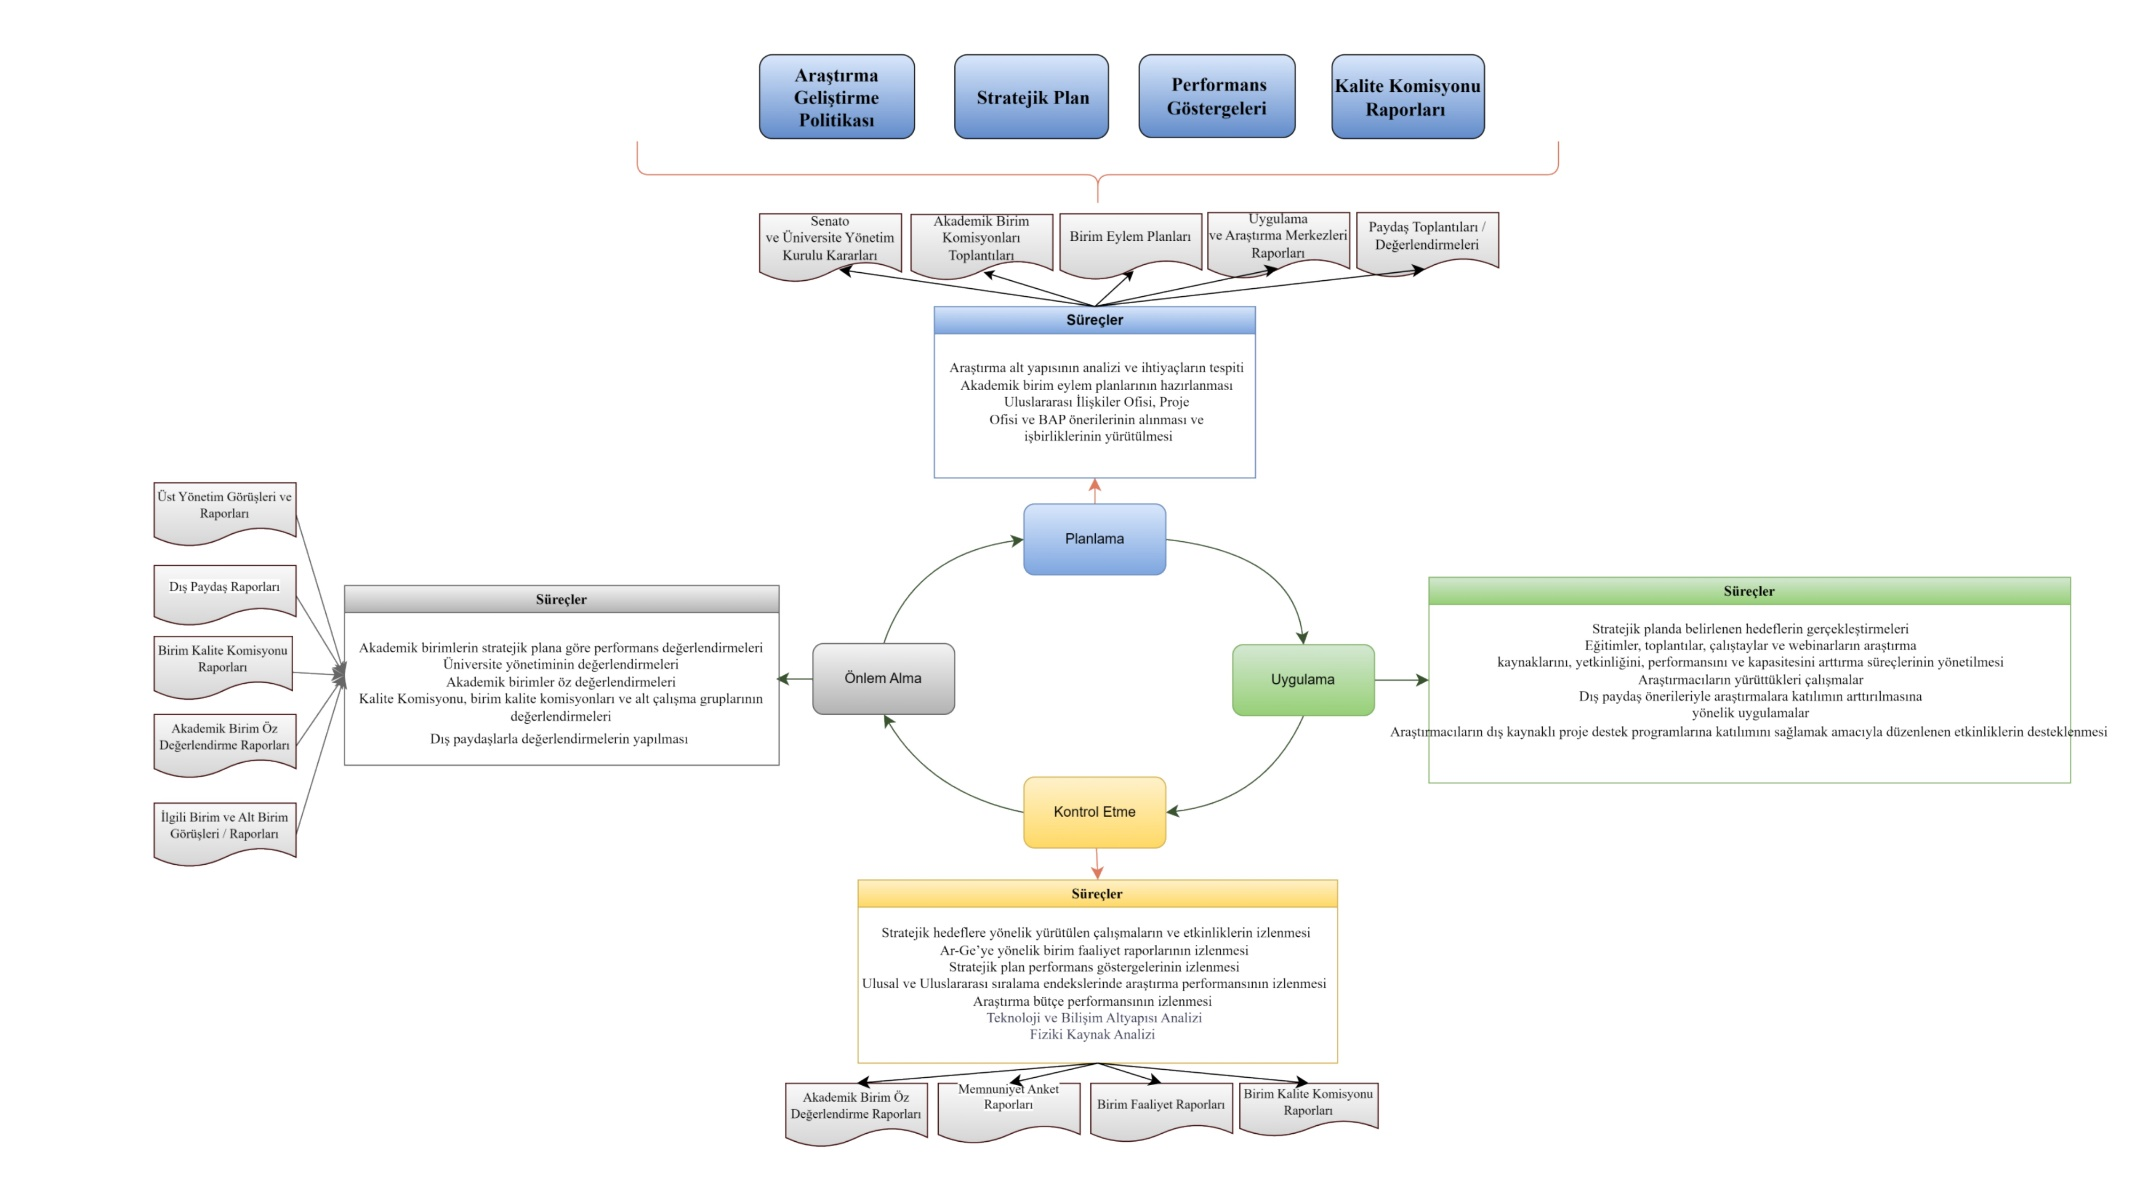 Araştırma
Geliştirme
Politikası
Stratejik Plan
Performans
Göstergeleri
Kalite Komisyonu
Raporları
Senato
ve Üniversite Yönetim
Kurulu Kararları
Akademik Birim
Komisyonları
Toplantıları
Birim Eylem Planları
Uygulama
ve Araştırma Merkezleri
Raporları
Paydaş Toplantıları /
Değerlendirmeleri
Süreçler
Araştırma alt yapısının analizi ve ihtiyaçların tespiti
Akademik birim eylem planlarının hazırlanması
Uluslararası İlişkiler Ofisi, Proje
Ofisi ve BAP önerilerinin alınması ve
işbirliklerinin yürütülmesi
Planlama
Üst Yönetim Görüşleri ve
Raporları
Dış Paydaş Raporları
Birim Kalite Komisyonu
Raporları
Akademik Birim Öz
Değerlendirme Raporları
İlgili Birim ve Alt Birim
Görüşleri / Raporları
Süreçler
Akademik birimlerin stratejik plana göre performans değerlendirmeleri
Üniversite yönetiminin değerlendirmeleri
Akademik birimler öz değerlendirmeleri
Kalite Komisyonu, birim kalite komisyonları ve alt çalışma gruplarının
değerlendirmeleri
Dış paydaşlarla değerlendirmelerin yapılması
Önlem Alma
Uygulama
Süreçler
Stratejik planda belirlenen hedeflerin gerçekleştirmeleri
Eğitimler, toplantılar, çalıştaylar ve webinarların araştırma
kaynaklarını, yetkinliğini, performansını ve kapasitesini arttırma süreçlerinin yönetilmesi
Araştırmacıların yürüttükleri çalışmalar
Dış paydaş önerileriyle araştırmalara katılımın arttırılmasına
yönelik uygulamalar
Araştırmacıların dış kaynaklı proje destek programlarına katılımını sağlamak amacıyla düzenlenen etkinliklerin desteklenmesi
Kontrol Etme
Süreçler
Stratejik hedeflere yönelik yürütülen çalışmaların ve etkinliklerin izlenmesi
Ar-Ge’ye yönelik birim faaliyet raporlarının izlenmesi
Stratejik plan performans göstergelerinin izlenmesi
Ulusal ve Uluslararası sıralama endekslerinde araştırma performansının izlenmesi
Araştırma bütçe performansının izlenmesi
Teknoloji ve Bilişim Altyapısı Analizi
Fiziki Kaynak Analizi
Akademik Birim Öz
Değerlendirme Raporları
Memnuniyet Anket
Raporları
Birim Faaliyet Raporları
Birim Kalite Komisyonu
Raporları